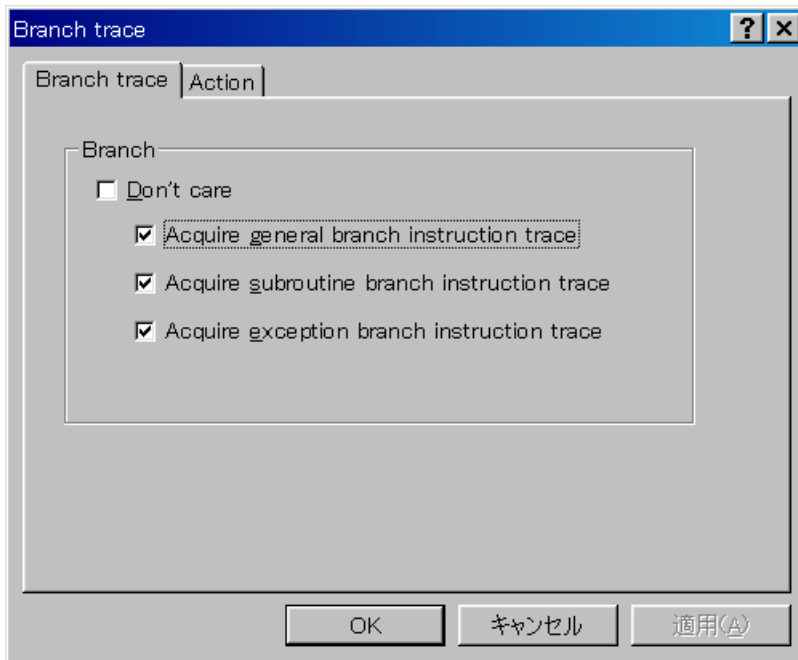 Branch trace
Branch trace Action
Branch
Don't care
Acquire general branch instruction trace
Acquire subroutine branch instruction trace
Acquire exception branch instruction trace
OK キャンセル 適用(A)